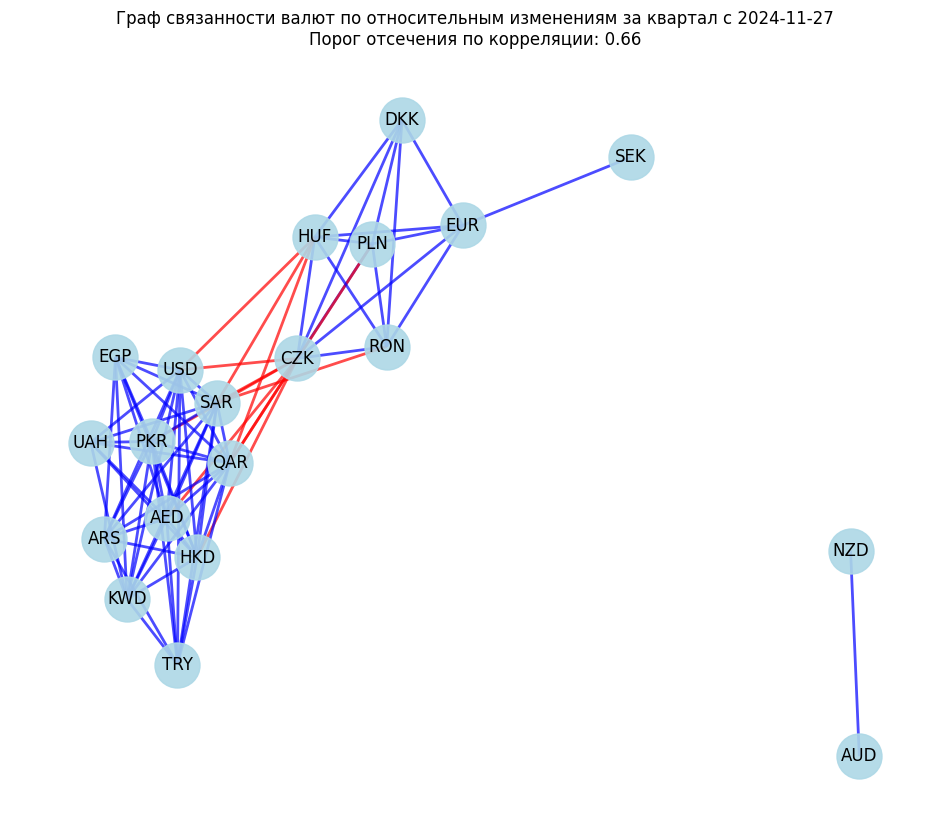 Граф связанности валют по относительным изменениям за квартал с 2024-11-27
Порог отсечения по корреляции: 0.66
DKK
SEK
EUR
HUF
PLN
RON
CZK
EGP
USD
SAR
UAH
PKR
QAR
AED
ARS
HKD
NZD
KWD
TRY
AUD